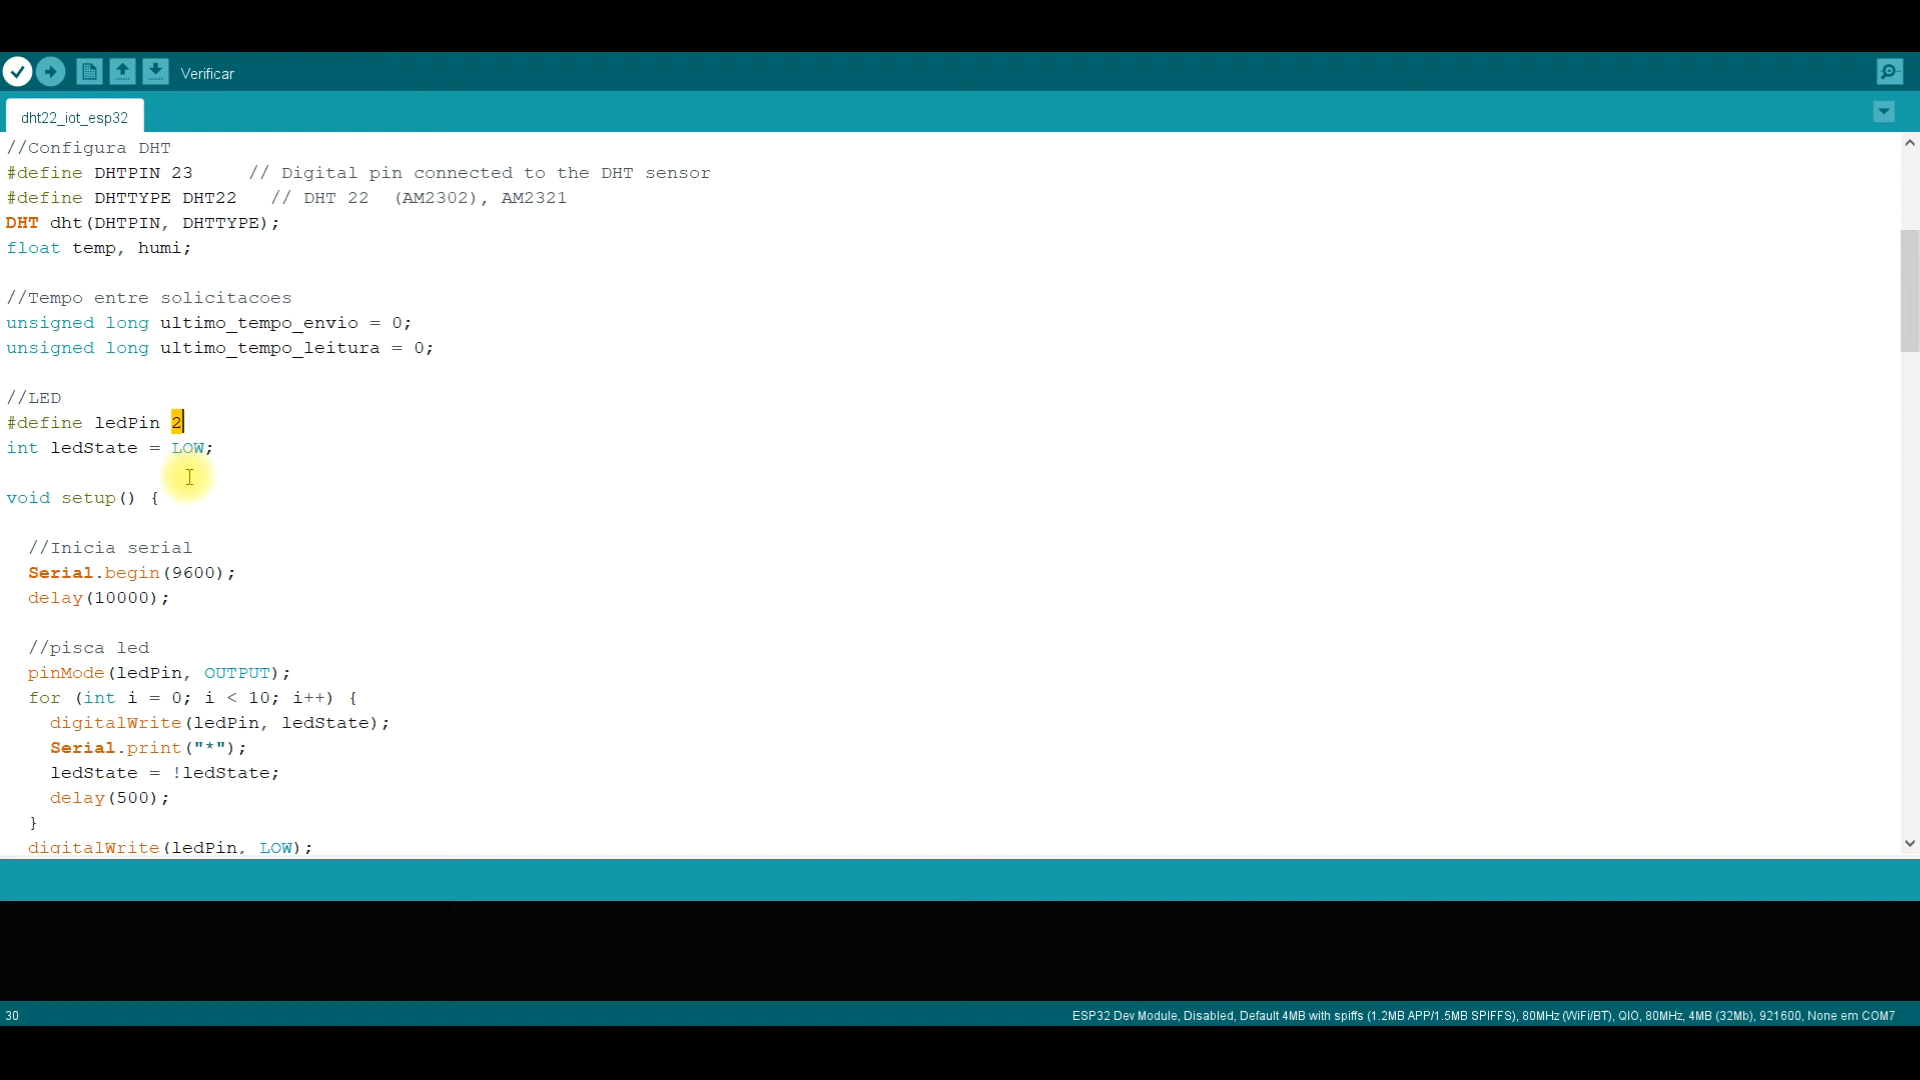 Verificar
dht22_iot_esp32
//Configura DHT
#define DHTPIN 23     // Digital pin connected to the DHT sensor
#define DHTTYPE DHT22   // DHT 22  (AM2302), AM2321
DHT dht(DHTPIN, DHTTYPE);
float temp, humi;
//Tempo entre solicitacoes
unsigned long ultimo_tempo_envio = 0;
unsigned long ultimo_tempo_leitura = 0;
//LED
#define ledPin 2
int ledState = LOW;
void setup() {
  //Inicia serial
  Serial.begin(9600);
  delay(10000);
  //pisca led
  pinMode(ledPin, OUTPUT);
  for (int i = 0; i < 10; i++) {
    digitalWrite(ledPin, ledState);
    Serial.print("*");
    ledState = !ledState;
    delay(500);
  }
  digitalWrite(ledPin, LOW);
30
ESP32 Dev Module, Disabled, Default 4MB with spiffs (1.2MB APP/1.5MB SPIFFS), 80MHz (WiFi/BT), QIO, 80MHz, 4MB (32Mb), 921600, None em COM7